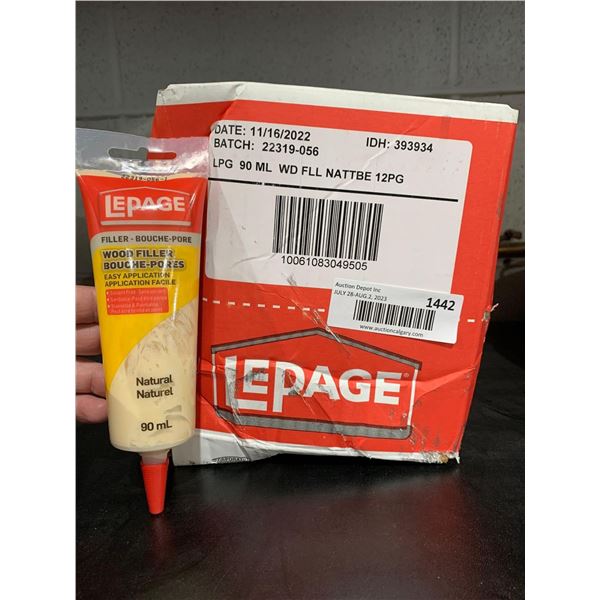 22319-056
LEPAGE
FILLER - BOUCHE-PORE
WOOD FILLER
BOUCHE-PORES
EASY APPLICATION
APPLICATION FACILE
Natural
Naturel
90 mL
DATE: 11/16/2022
IDH: 393934
BATCH: 22319-056
LPG 90 ML WD FLL NATTBE 12PG
10061083049505
Auction Depot Inc
JULY 28-AUG 2, 2023
1442
www.auctioncalgary.com
LEPAGE®